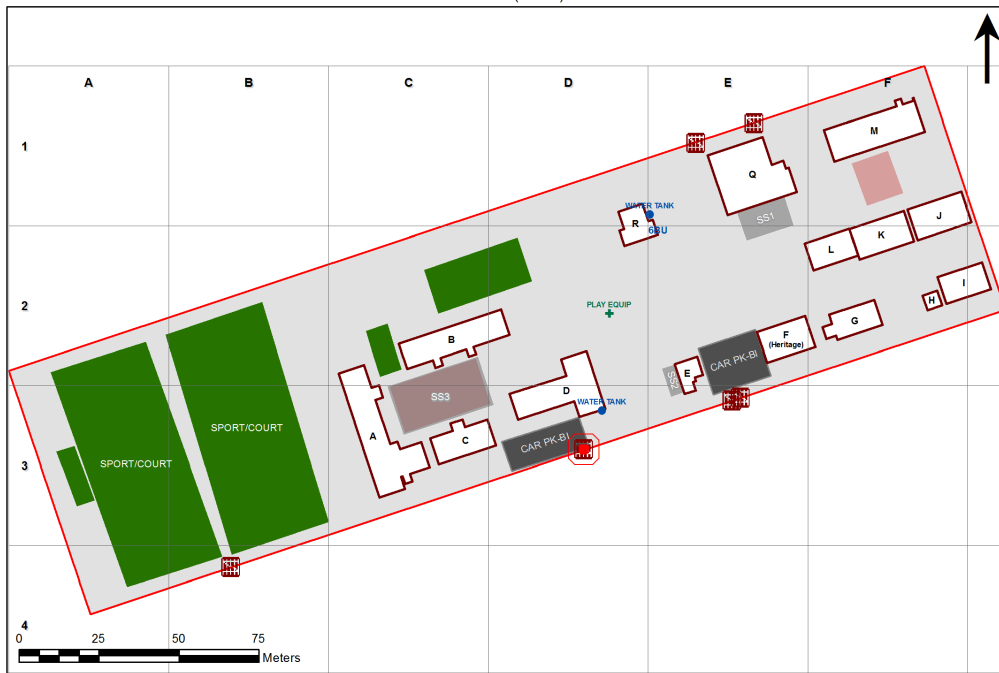 A B C D E F
1
M
Q
WATER TANK
SS1
R
6BU
J
K
L
2
I
PLAY EQUIP
H
G
B
F
(Heritage)
CAR PK-BI
E
SS2
D
SS3
WATER TANK
SPORT/COURT
A
C
CAR PK-BI
SPORT/COURT
3
4
0 25 50 75
Meters